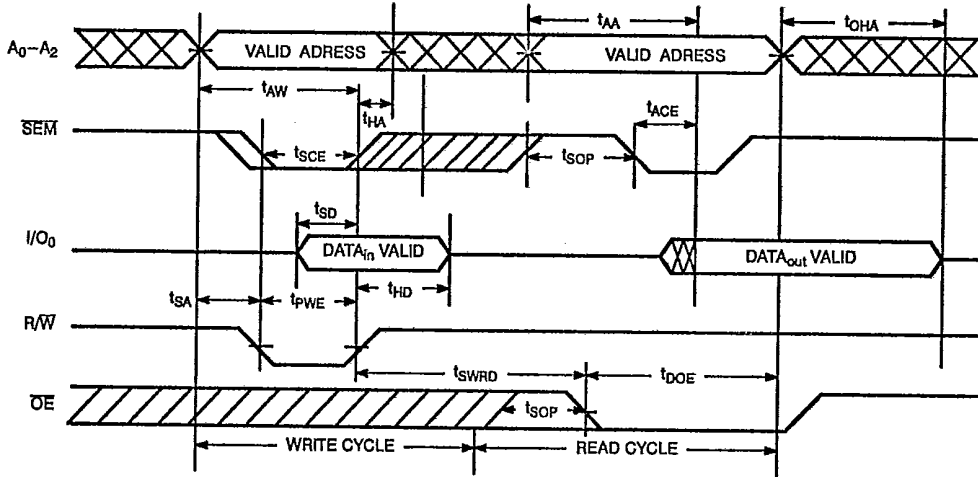 tAA
tOHA
A0–A2
VALID ADRESS
VALID ADRESS
tAW
tHA
tACE
SEM
tSCE
tSOP
tSD
I/O0
DATAin VALID
DATAout VALID
tSA
tPWE
tHD
R/W
tSWRD
tDOE
OE
tSOP
WRITE CYCLE
READ CYCLE